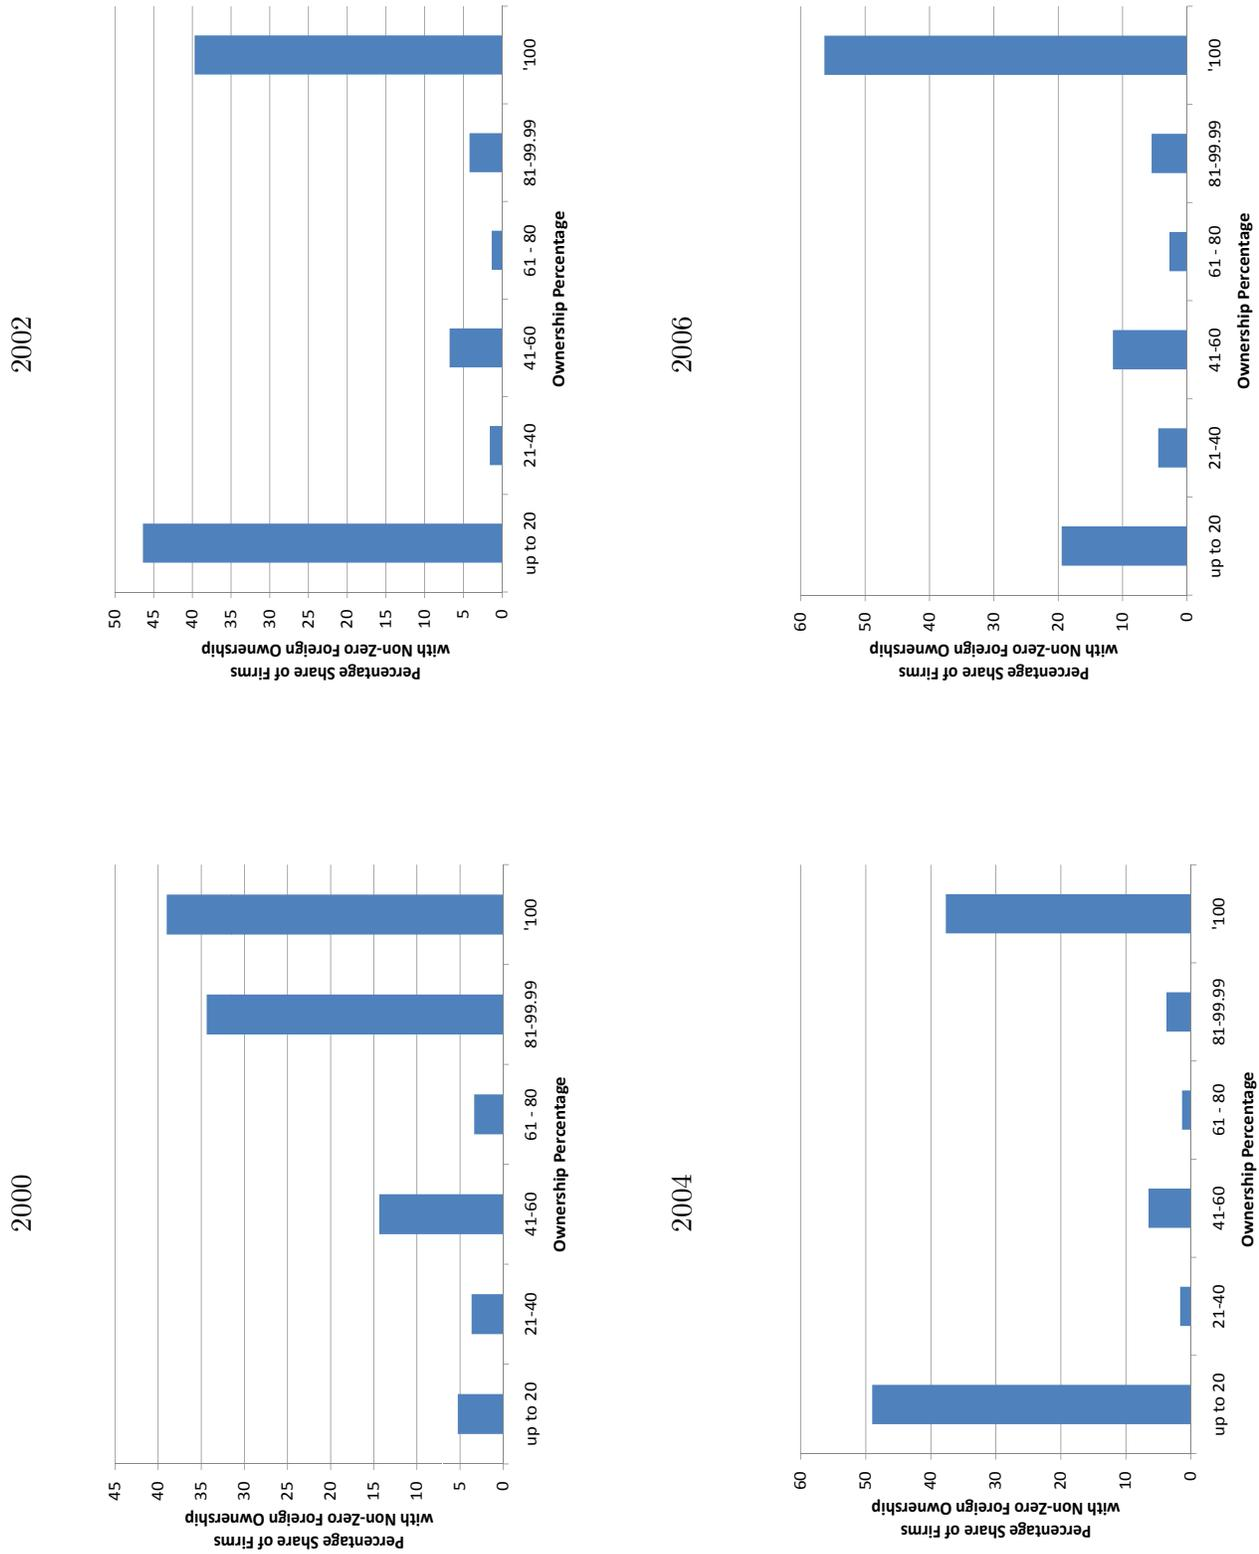 2000
Percentage Share of Firms
with Non-Zero Foreign Ownership
45
40
35
30
25
20
15
10
5
0
up to 20
21-40
41-60
61 - 80
81-99.99
'100
Ownership Percentage
2002
Percentage Share of Firms
with Non-Zero Foreign Ownership
50
45
40
35
30
25
20
15
10
5
0
up to 20
21-40
41-60
61 - 80
81-99.99
'100
Ownership Percentage
2004
Percentage Share of Firms
with Non-Zero Foreign Ownership
60
50
40
30
20
10
0
up to 20
21-40
41-60
61 - 80
81-99.99
'100
Ownership Percentage
2006
Percentage Share of Firms
with Non-Zero Foreign Ownership
60
50
40
30
20
10
0
up to 20
21-40
41-60
61 - 80
81-99.99
'100
Ownership Percentage